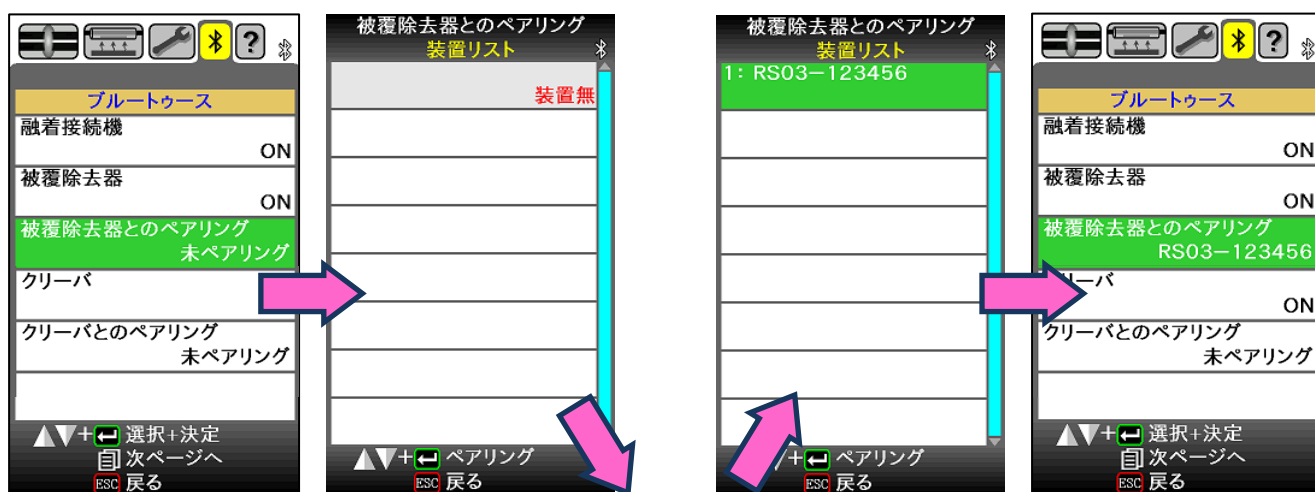 ?
ブルートゥース
融着接続機
ON
被覆除去器
ON
被覆除去器とのペアリング
未ペアリング
クリーバ
クリーバとのペアリング
未ペアリング
+ 選択+決定
次ページへ
ESC 戻る
被覆除去器とのペアリング
装置リスト
装置無
+ ペアリング
ESC 戻る
被覆除去器とのペアリング
装置リスト
1: RS03-123456
+ ペアリング
ESC 戻る
?
ブルートゥース
融着接続機
ON
被覆除去器
ON
被覆除去器とのペアリング
RS03-123456
ーバ
ON
クリーバとのペアリング
未ペアリング
+ 選択+決定
次ページへ
ESC 戻る